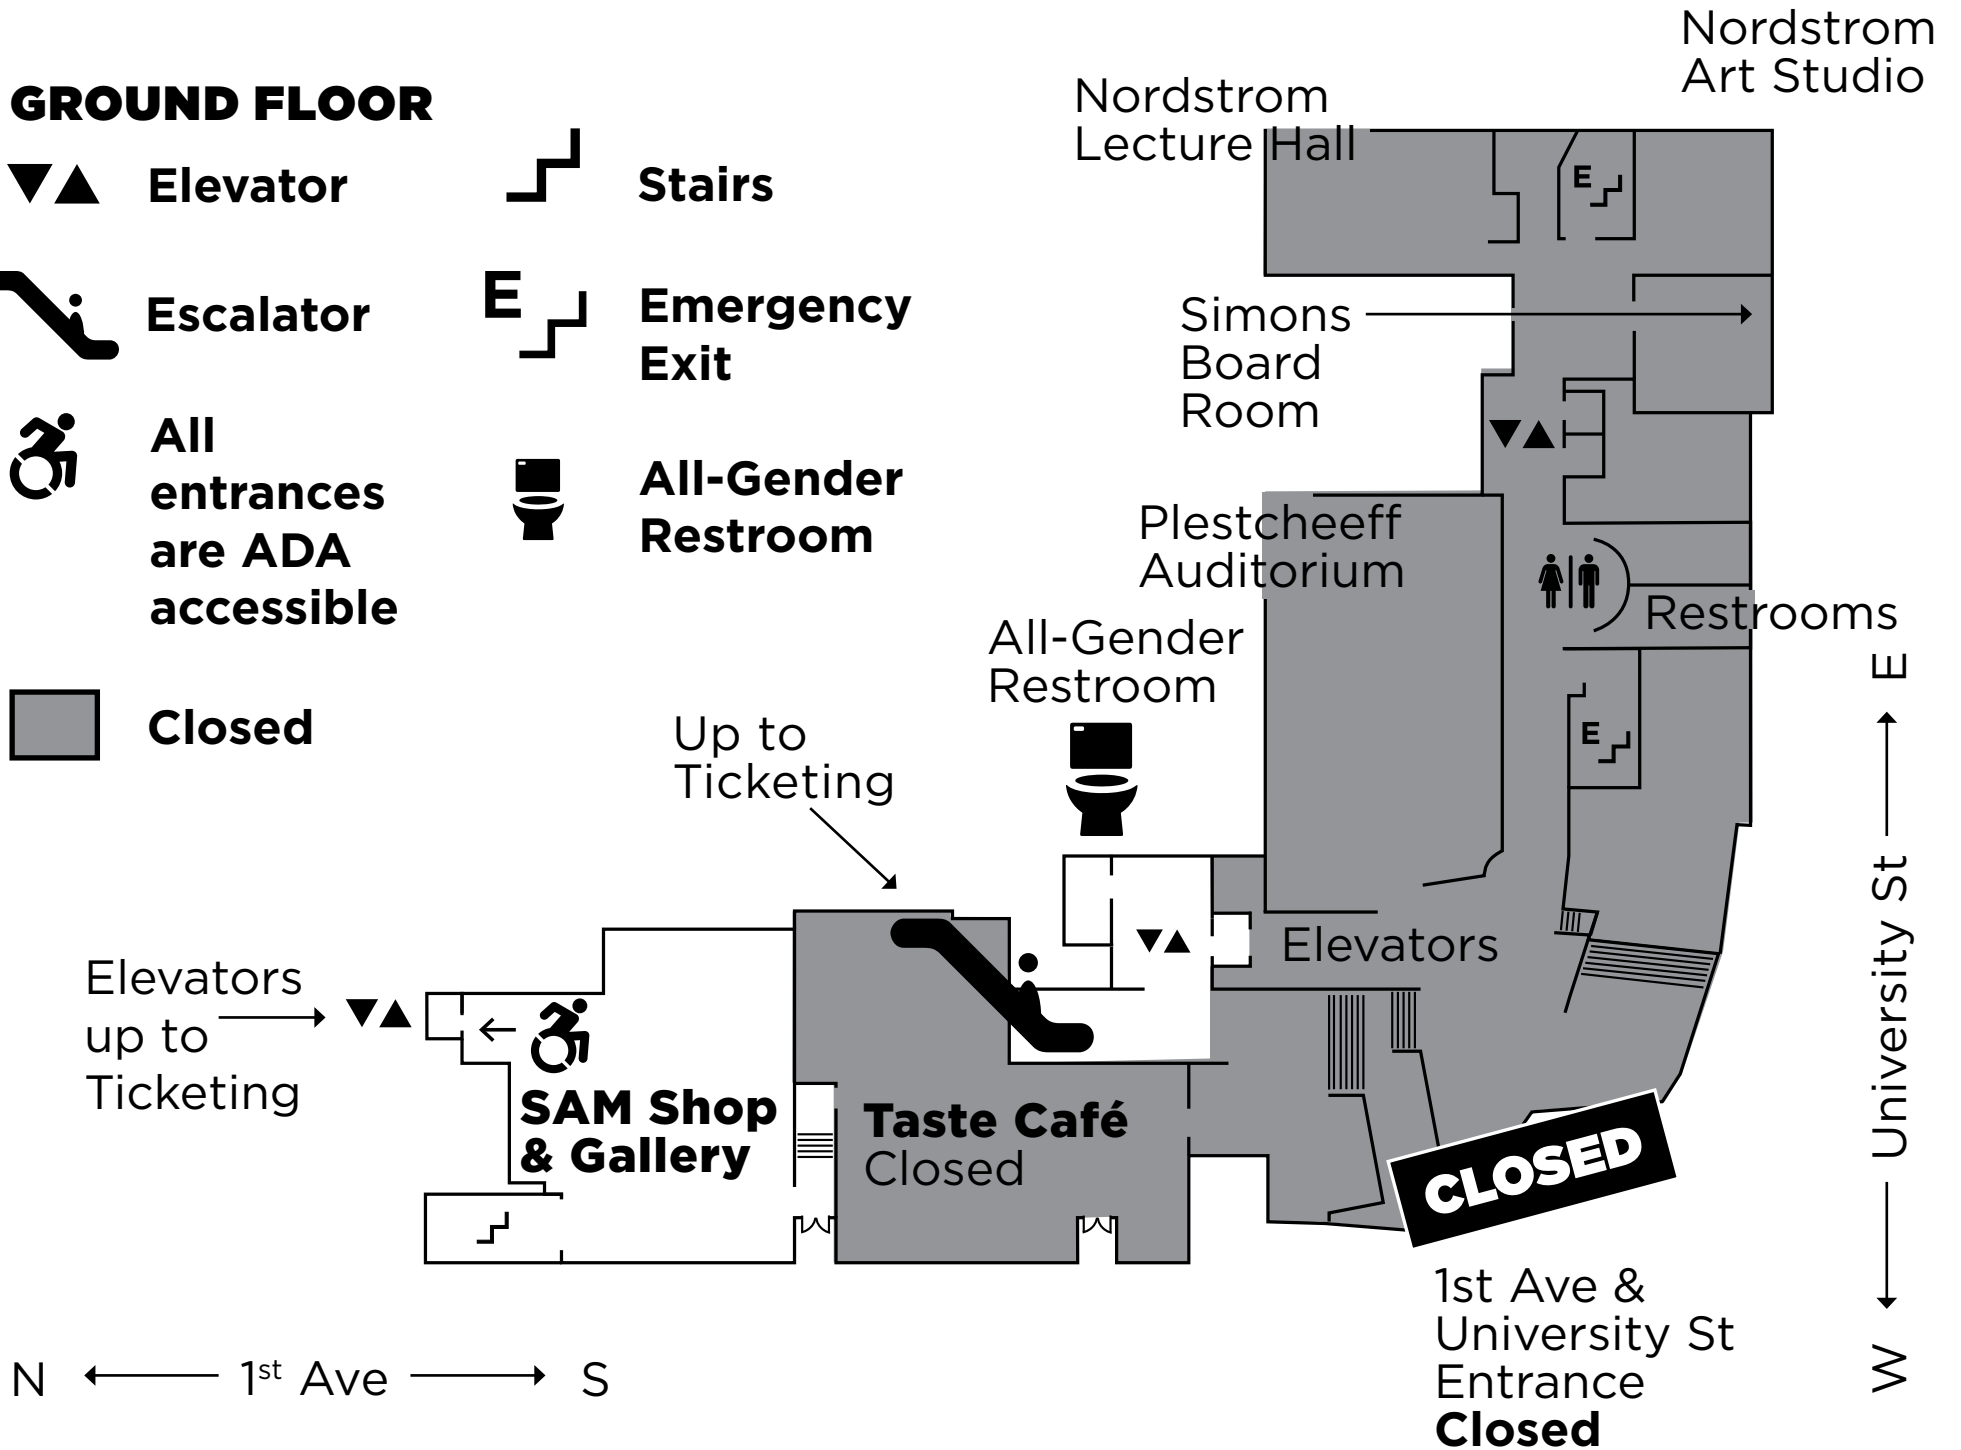 GROUND FLOOR
Elevator
Stairs
Escalator
E
Emergency
Exit
All
entrances
are ADA
accessible
All-Gender
Restroom
Closed
Nordstrom
Art Studio
Nordstrom
Lecture Hall
E
Simons
Board
Room
Plestcheeff
Auditorium
Restrooms
All-Gender
Restroom
E
Up to
Ticketing
Elevators
Elevators
up to
Ticketing
SAM Shop
& Gallery
Taste Café
Closed
CLOSED
1st Ave &
University St
Entrance
Closed
E
University St
W
N
1st Ave
S